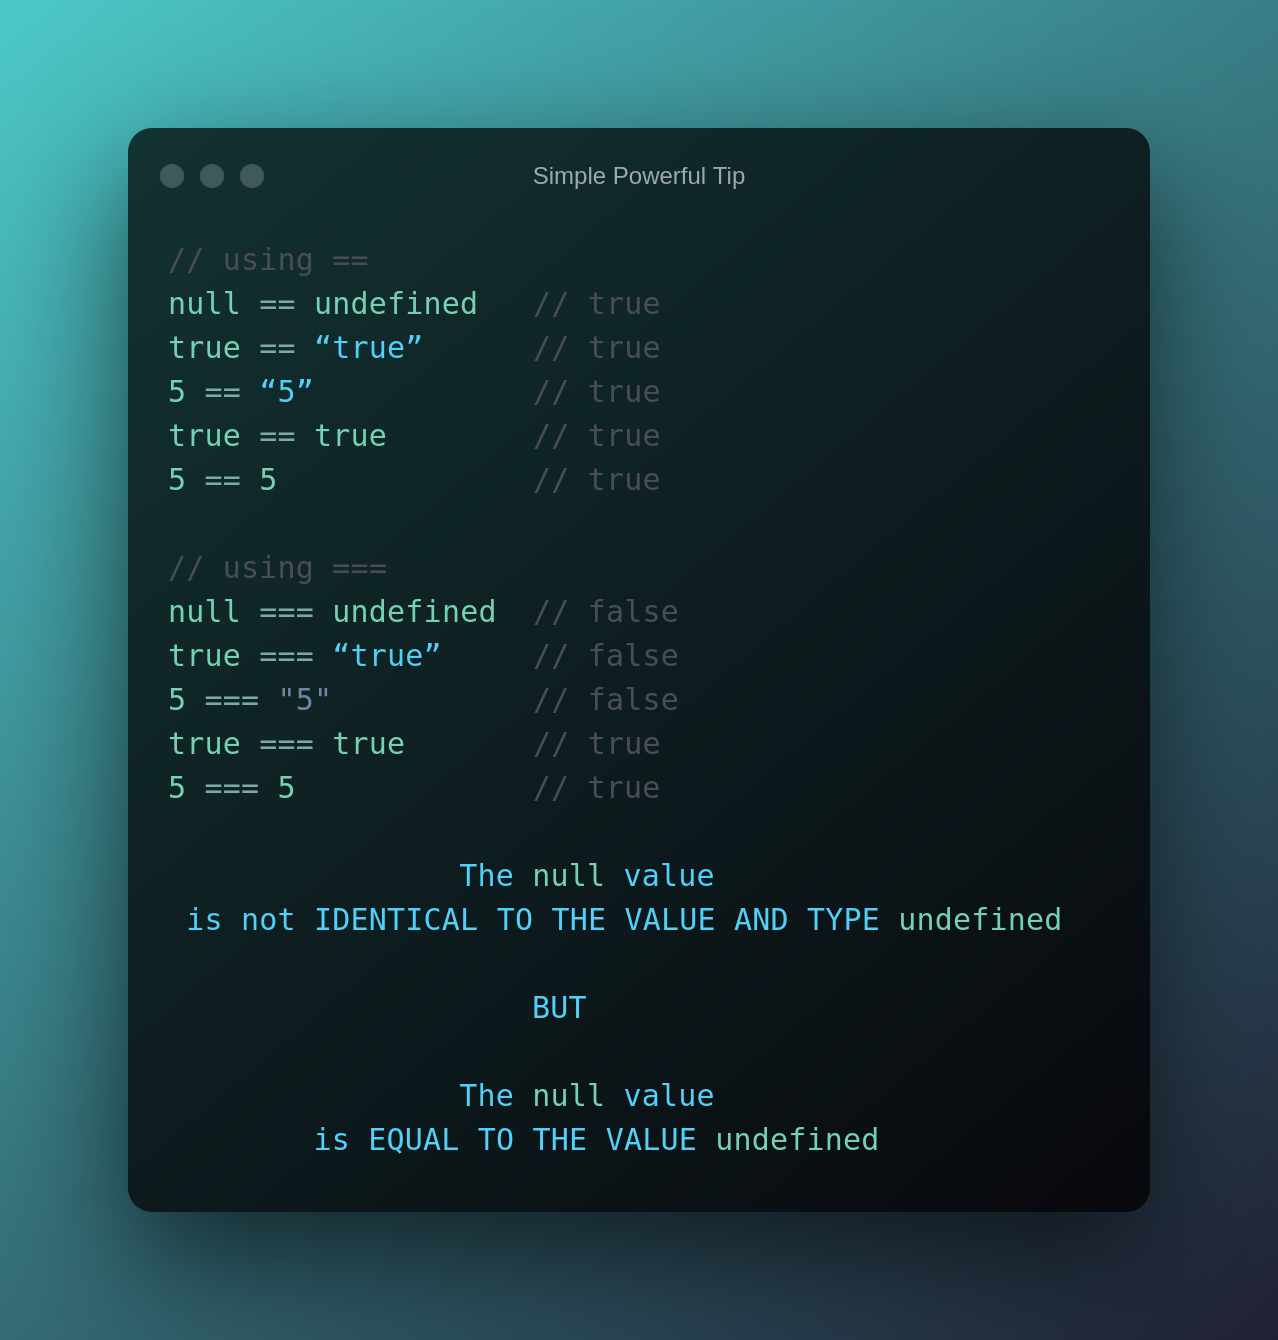 Simple Powerful Tip
// using ==
null == undefined   // true
true == “true”      // true
5 == “5”            // true
true == true        // true
5 == 5              // true
// using ===
null === undefined  // false
true === “true”     // false
5 === "5"           // false
true === true       // true
5 === 5             // true
The null value
is not IDENTICAL TO THE VALUE AND TYPE undefined
BUT
The null value
is EQUAL TO THE VALUE undefined